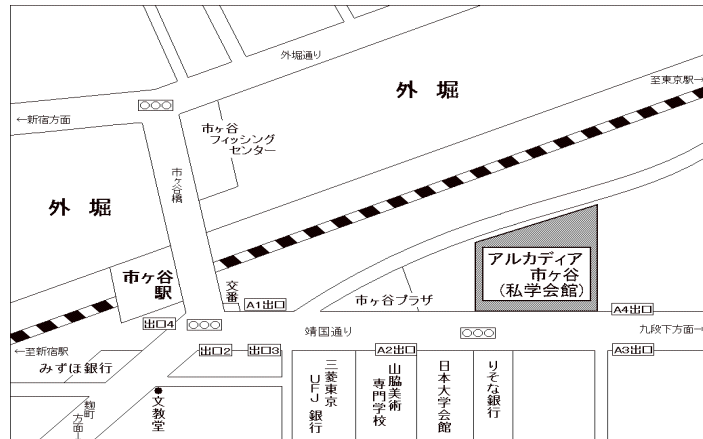 外堀通り
外 堀
至東京駅→
←新宿方面
市ヶ谷
フィッシング
センター
市ヶ谷橋
外 堀
市ヶ谷
駅
交番
A1出口
市ヶ谷プラザ
アルカディア
市ヶ谷
(私学会館)
A4出口
出口4
靖国通り
九段下方面→
←至新宿駅
みずほ銀行
出口2
出口3
A2出口
A3出口
麹町
方面
文教堂
三菱東京
UFJ 銀行
山脇美術
専門学校
日本大学会館
りそな銀行